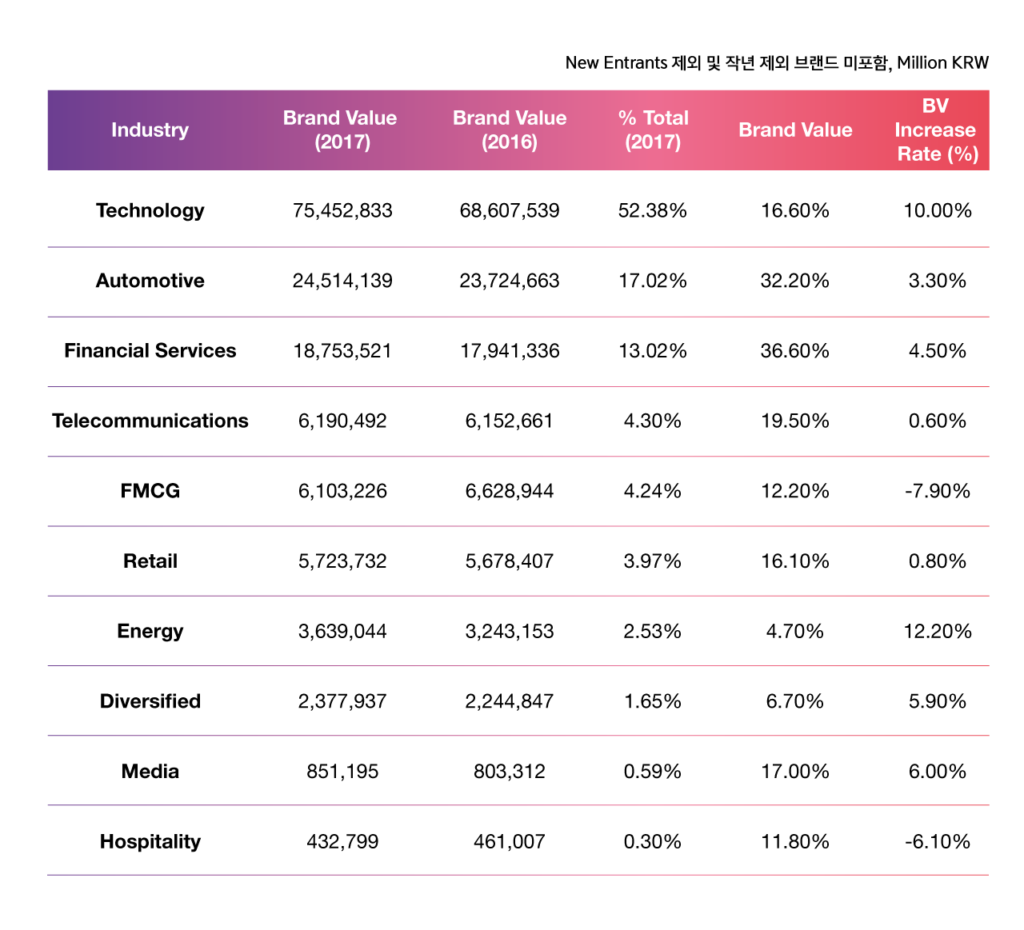 New Entrants 제외 및 작년 제외 브랜드 미포함, Million KRW
Industry Brand Value (2017) Brand Value (2016) % Total (2017) Brand Value BV Increase Rate (%)
Technology 75,452,833 68,607,539 52.38% 16.60% 10.00%
Automotive 24,514,139 23,724,663 17.02% 32.20% 3.30%
Financial Services 18,753,521 17,941,336 13.02% 36.60% 4.50%
Telecommunications 6,190,492 6,152,661 4.30% 19.50% 0.60%
FMCG 6,103,226 6,628,944 4.24% 12.20% -7.90%
Retail 5,723,732 5,678,407 3.97% 16.10% 0.80%
Energy 3,639,044 3,243,153 2.53% 4.70% 12.20%
Diversified 2,377,937 2,244,847 1.65% 6.70% 5.90%
Media 851,195 803,312 0.59% 17.00% 6.00%
Hospitality 432,799 461,007 0.30% 11.80% -6.10%